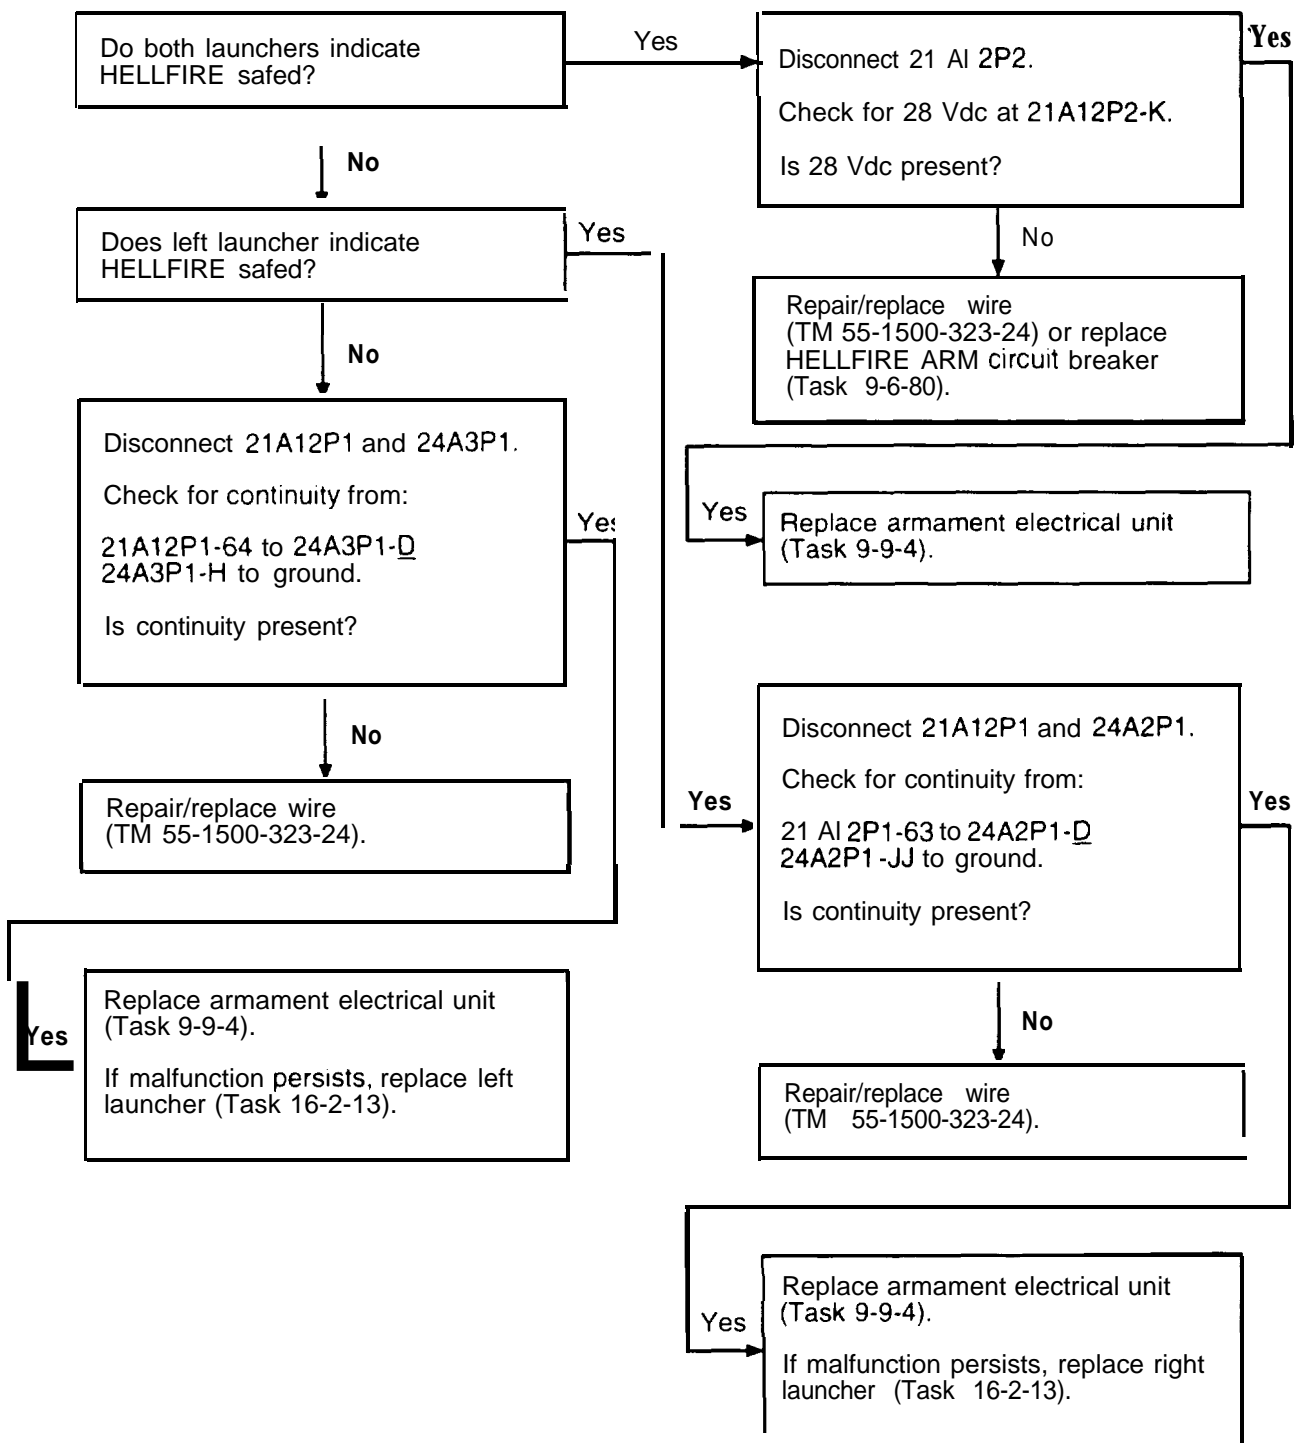 Do both launchers indicate
HELLFIRE safed?
Yes
Disconnect 21 Al 2P2.
Check for 28 Vdc at 21A12P2-K.
Is 28 Vdc present?
Yes
No
Does left launcher indicate
HELLFIRE safed?
Yes
No
Repair/replace wire
(TM 55-1500-323-24) or replace
HELLFIRE ARM circuit breaker
(Task 9-6-80).
No
Disconnect 21A12P1 and 24A3P1.
Check for continuity from:
21A12P1-64 to 24A3P1-D
24A3P1-H to ground.
Is continuity present?
Yes
Yes
Replace armament electrical unit
(Task 9-9-4).
No
Repair/replace wire
(TM 55-1500-323-24).
Yes
Disconnect 21A12P1 and 24A2P1.
Check for continuity from:
21 Al 2P1-63 to 24A2P1-D
24A2P1-JJ to ground.
Is continuity present?
Yes
Yes
Replace armament electrical unit
(Task 9-9-4).
If malfunction persists, replace left
launcher (Task 16-2-13).
No
Repair/replace wire
(TM 55-1500-323-24).
Yes
Replace armament electrical unit
(Task 9-9-4).
If malfunction persists, replace right
launcher (Task 16-2-13).